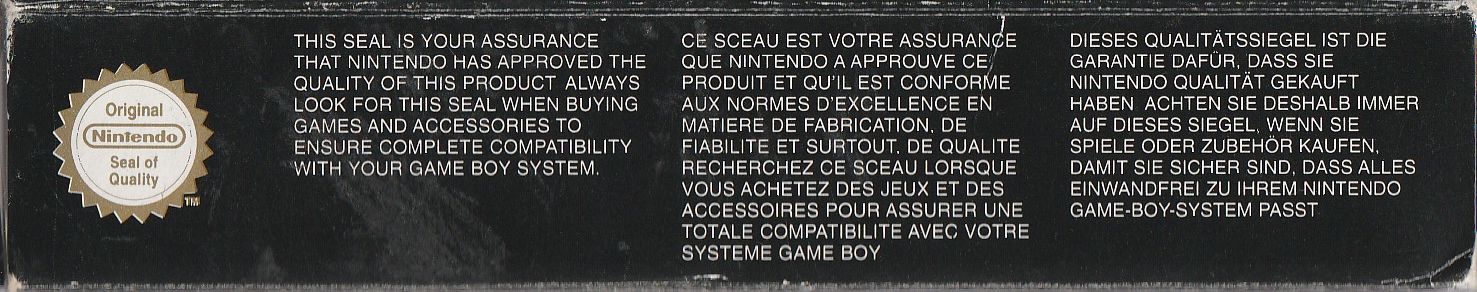 Original
Nintendo
Seal of
Quality
TM
THIS SEAL IS YOUR ASSURANCE
THAT NINTENDO HAS APPROVED THE
QUALITY OF THIS PRODUCT ALWAYS
LOOK FOR THIS SEAL WHEN BUYING
GAMES AND ACCESSORIES TO
ENSURE COMPLETE COMPATIBILITY
WITH YOUR GAME BOY SYSTEM.
CE SCEAU EST VOTRE ASSURANCE
QUE NINTENDO A APPROUVE CE
PRODUIT ET QU'IL EST CONFORME
AUX NORMES D'EXCELLENCE EN
MATIERE DE FABRICATION, DE
FIABILITE ET SURTOUT, DE QUALITE
RECHERCHEZ CE SCEAU LORSQUE
VOUS ACHETEZ DES JEUX ET DES
ACCESSOIRES POUR ASSURER UNE
TOTALE COMPATIBILITE AVEC VOTRE
SYSTEME GAME BOY
DIESES QUALITÄTSSIEGEL IST DIE
GARANTIE DAFÜR, DASS SIE
NINTENDO QUALITÄT GEKAUFT
HABEN ACHTEN SIE DESHALB IMMER
AUF DIESES SIEGEL, WENN SIE
SPIELE ODER ZUBEHÖR KAUFEN,
DAMIT SIE SICHER SIND, DASS ALLES
EINWANDFREI ZU IHREM NINTENDO
GAME-BOY-SYSTEM PASST